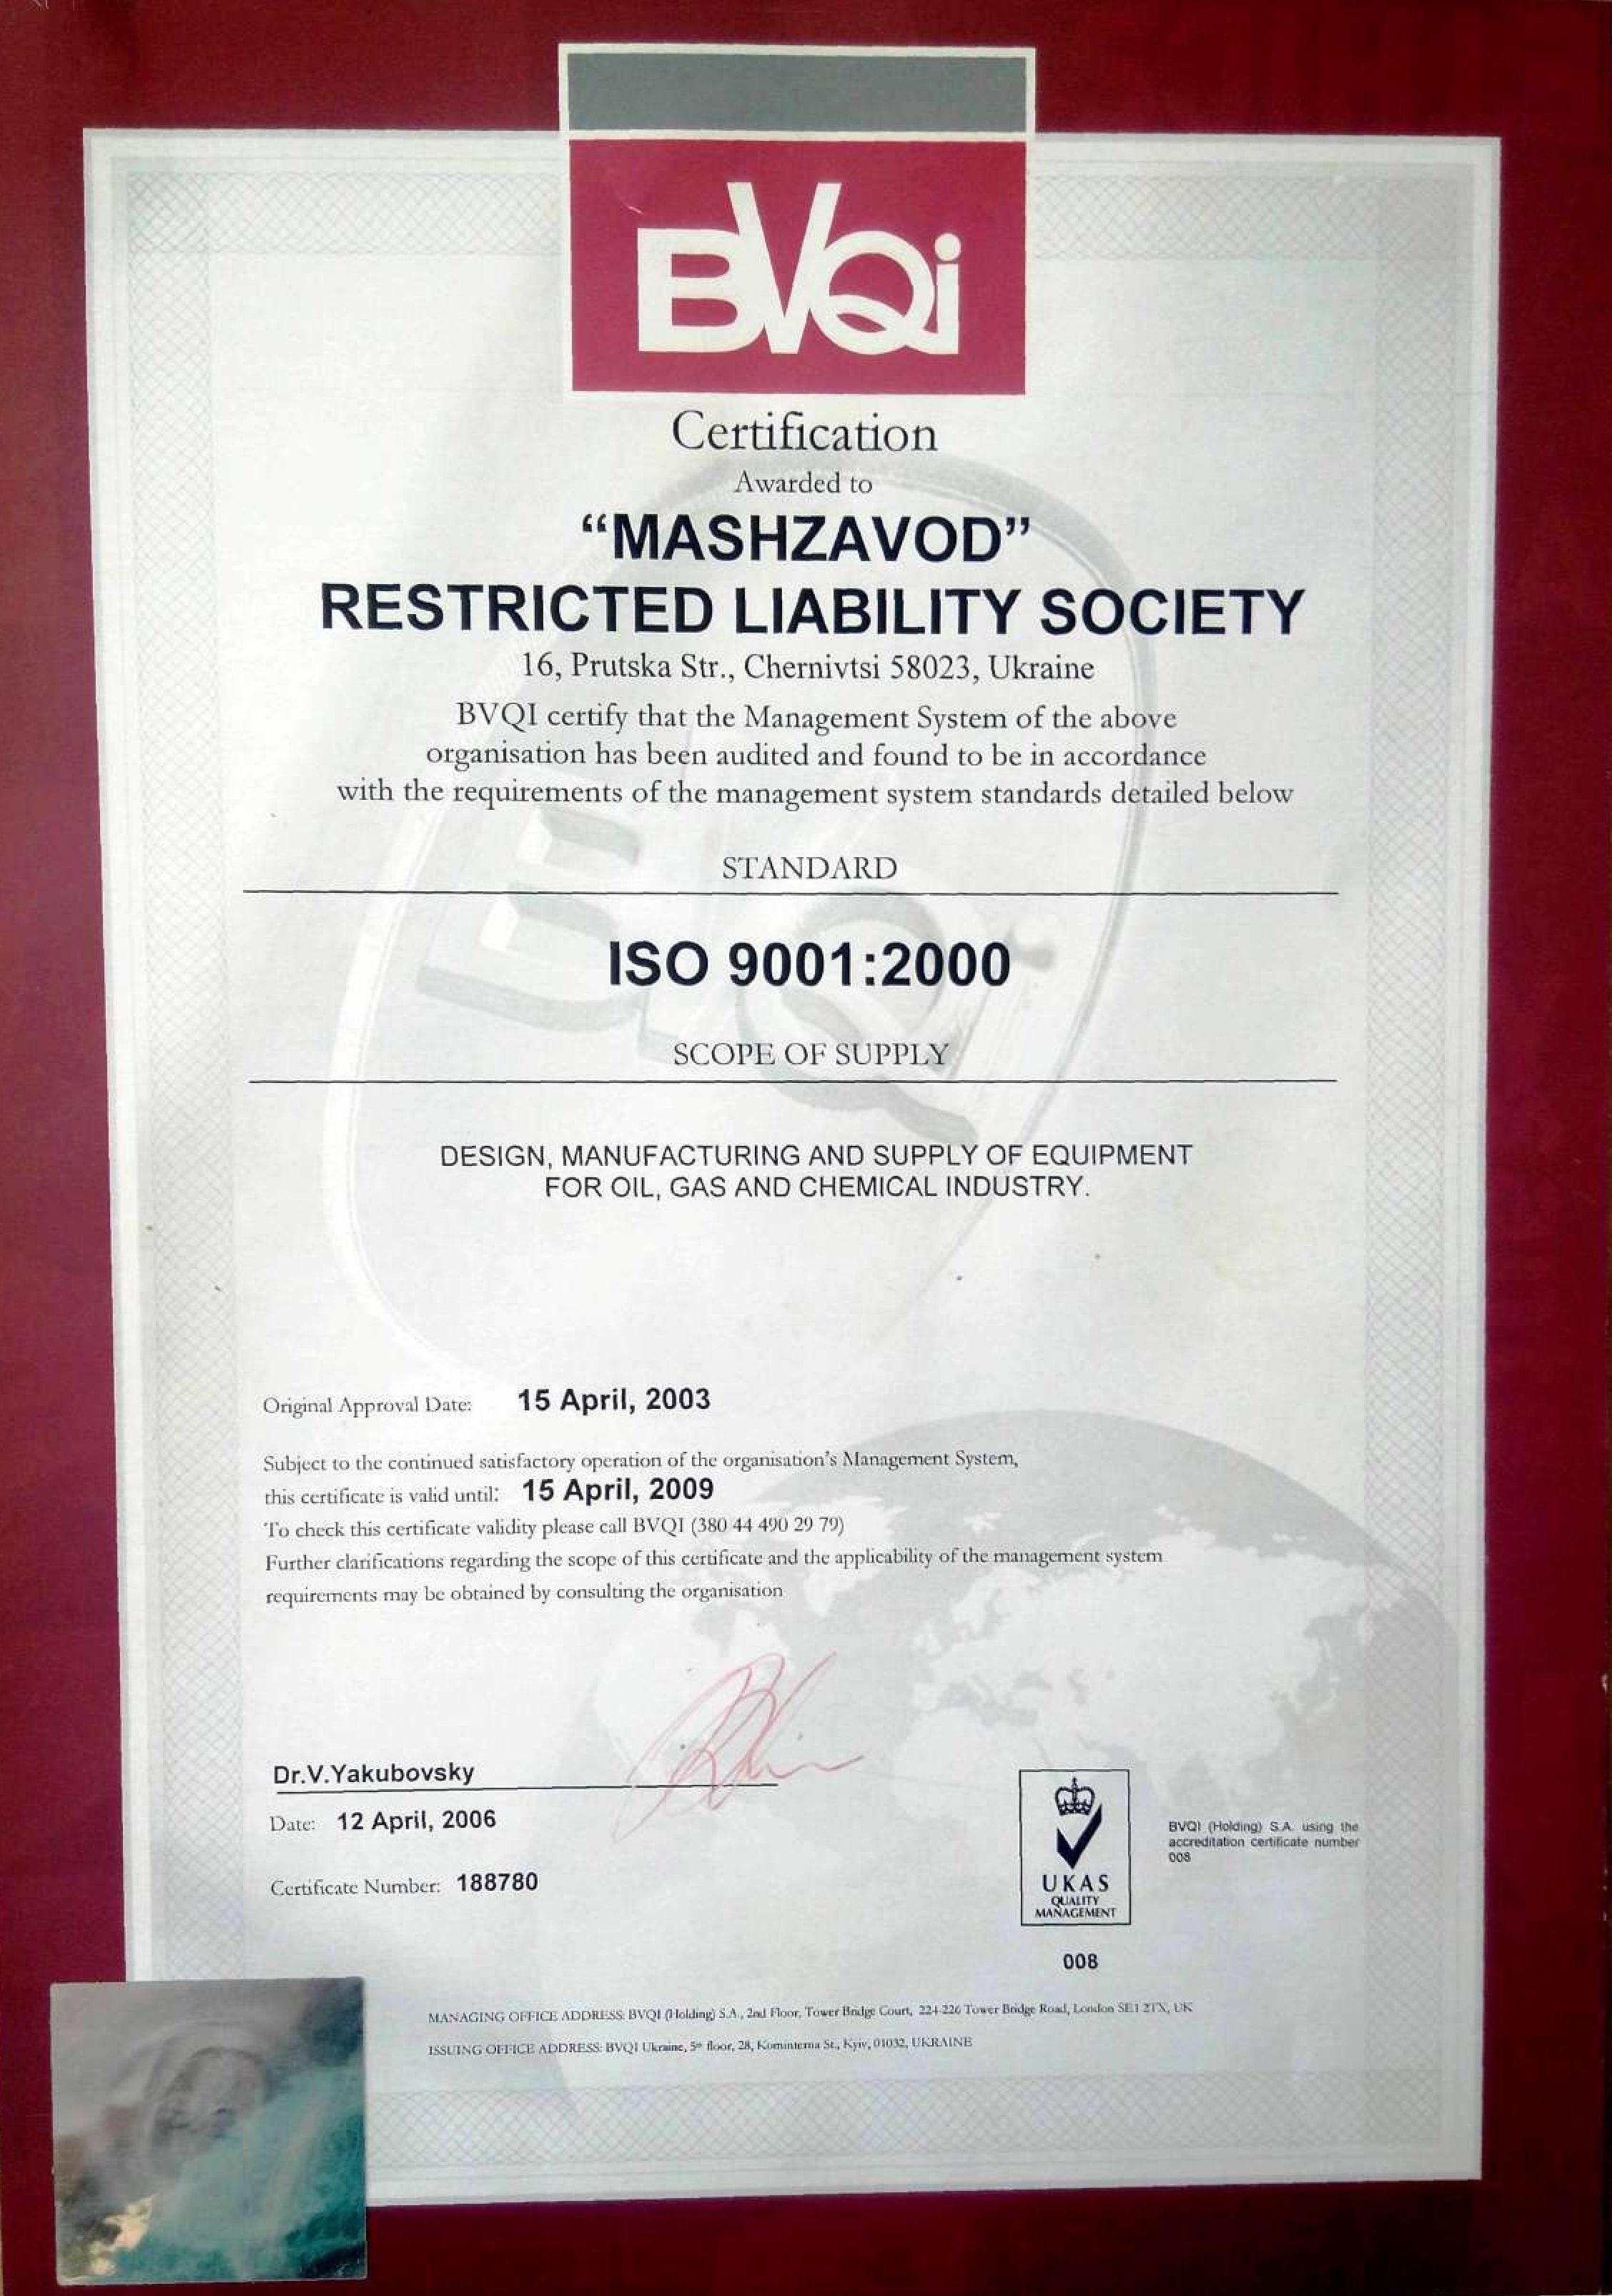 BVQi
Certification
Awarded to
“MASHZAVOD”
RESTRICTED LIABILITY SOCIETY
16, Prutska Str., Chernivtsi 58023, Ukraine
BVQI certify that the Management System of the above
organisation has been audited and found to be in accordance
with the requirements of the management system standards detailed below
STANDARD
ISO 9001:2000
SCOPE OF SUPPLY
DESIGN, MANUFACTURING AND SUPPLY OF EQUIPMENT
FOR OIL, GAS AND CHEMICAL INDUSTRY.
Original Approval Date: 15 April, 2003
Subject to the continued satisfactory operation of the organisation's Management System,
this certificate is valid until: 15 April, 2009
To check this certificate validity please call BVQI (380 44 490 29 79)
Further clarifications regarding the scope of this certificate and the applicability of the management system
requirements may be obtained by consulting the organisation
Dr.V.Yakubovsky
Date: 12 April, 2006
Certificate Number: 188780
UKAS
QUALITY
MANAGEMENT
008
BVQI (Holding) S.A. using the
accreditation certificate number
008
MANAGING OFFICE ADDRESS: BVQI (Holding) S.A., 2nd Floor, Tower Bridge Court, 224-226 Tower Bridge Road, London SE1 2TX, UK
ISSUING OFFICE ADDRESS: BVQI Ukraine, 5th floor, 28, Kominterna St., Kyiv, 01032, UKRAINE